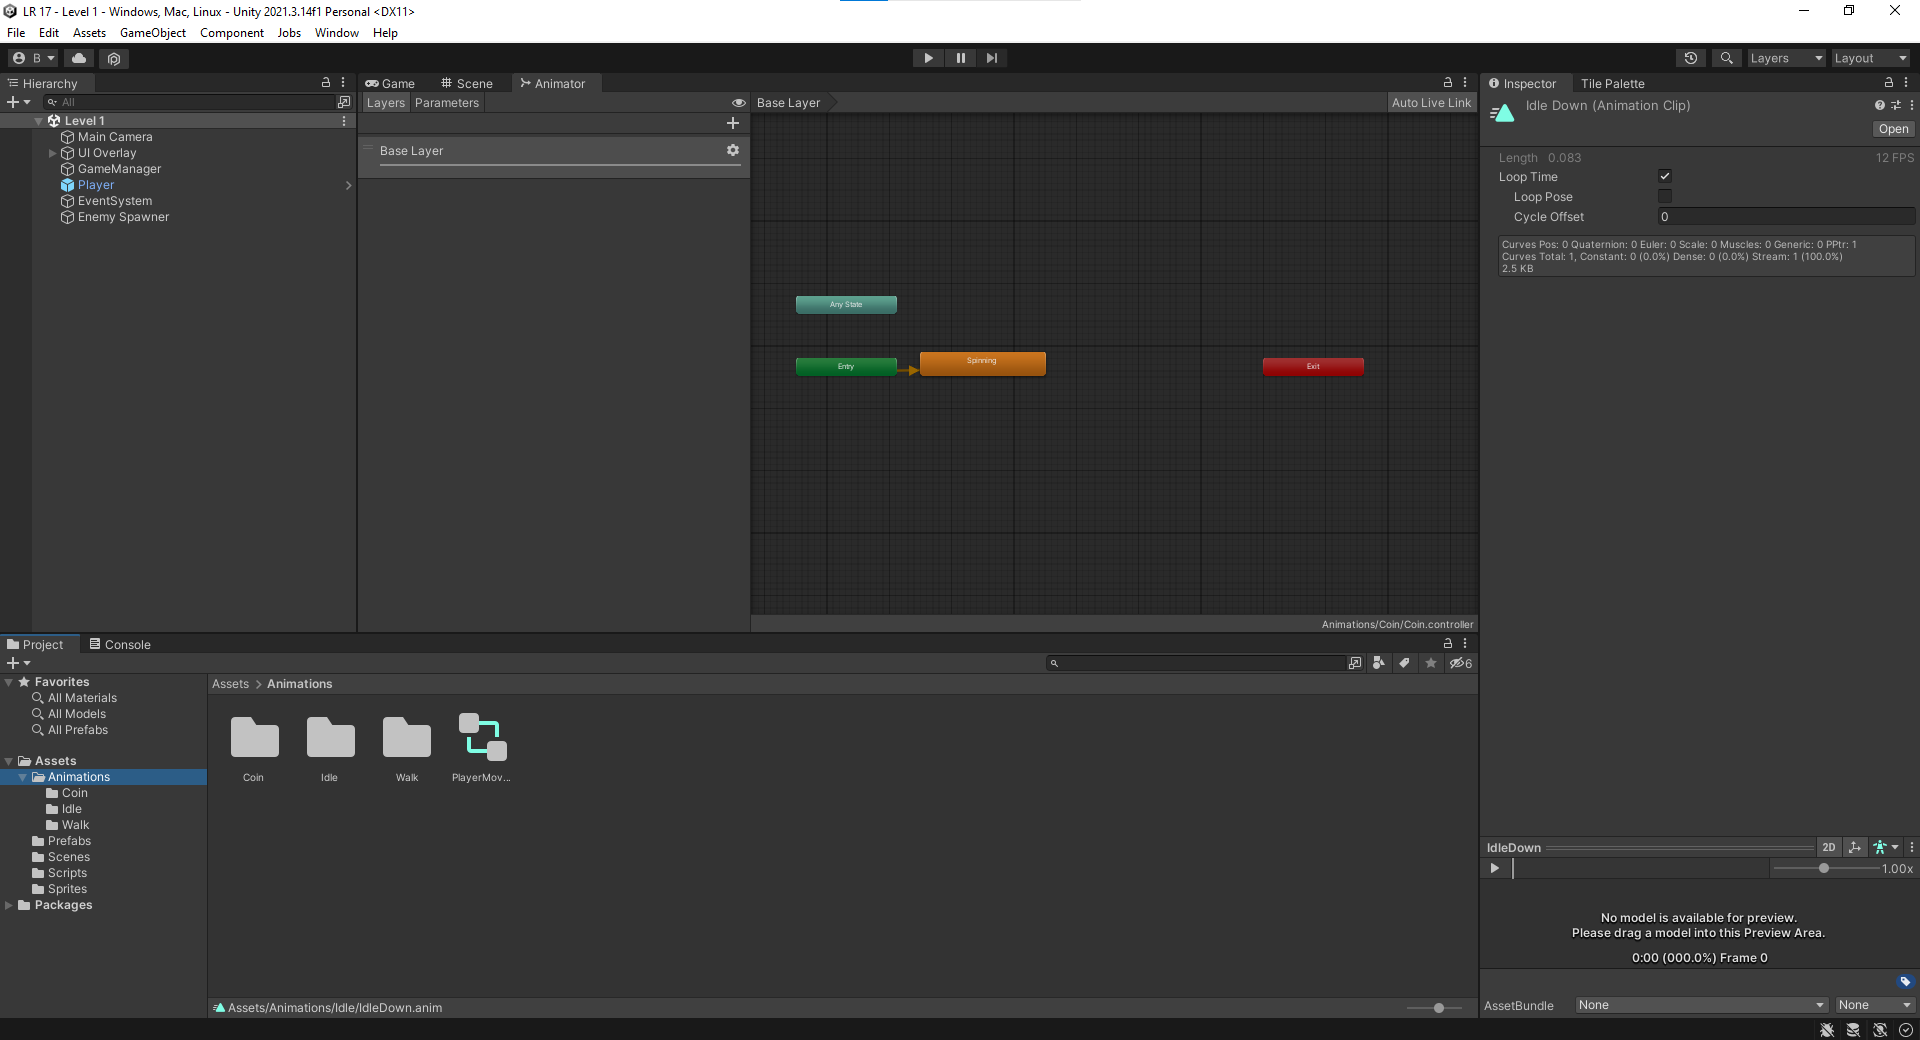 LR 17 - Level 1 - Windows, Mac, Linux - Unity 2021.3.14f1 Personal <DX11>
File Edit Assets GameObject Component Jobs Window Help
B
Layers
Layout
Hierarchy
All
Level 1
Main Camera
UI Overlay
GameManager
Player
EventSystem
Enemy Spawner
Game
Scene
Animator
Layers
Parameters
Base Layer
Base Layer
Auto Live Link
Any State
Entry
Spinning
Exit
Animations/Coin/Coin.controller
Inspector
Tile Palette
Idle Down (Animation Clip)
Open
Length 0.083
12 FPS
Loop Time
Loop Pose
Cycle Offset
0
Curves Pos: 0 Quaternion: 0 Euler: 0 Scale: 0 Muscles: 0 Generic: 0 PPtr: 1
Curves Total: 1, Constant: 0 (0.0%) Dense: 0 (0.0%) Stream: 1 (100.0%)
2.5 KB
Project
Console
6
Favorites
All Materials
All Models
All Prefabs
Assets
Animations
Coin
Idle
Walk
Prefabs
Scenes
Scripts
Sprites
Packages
Assets > Animations
Coin
Idle
Walk
PlayerMov...
Assets/Animations/Idle/IdleDown.anim
IdleDown
2D
1.00x
No model is available for preview.
Please drag a model into this Preview Area.
0:00 (000.0%) Frame 0
AssetBundle
None
None